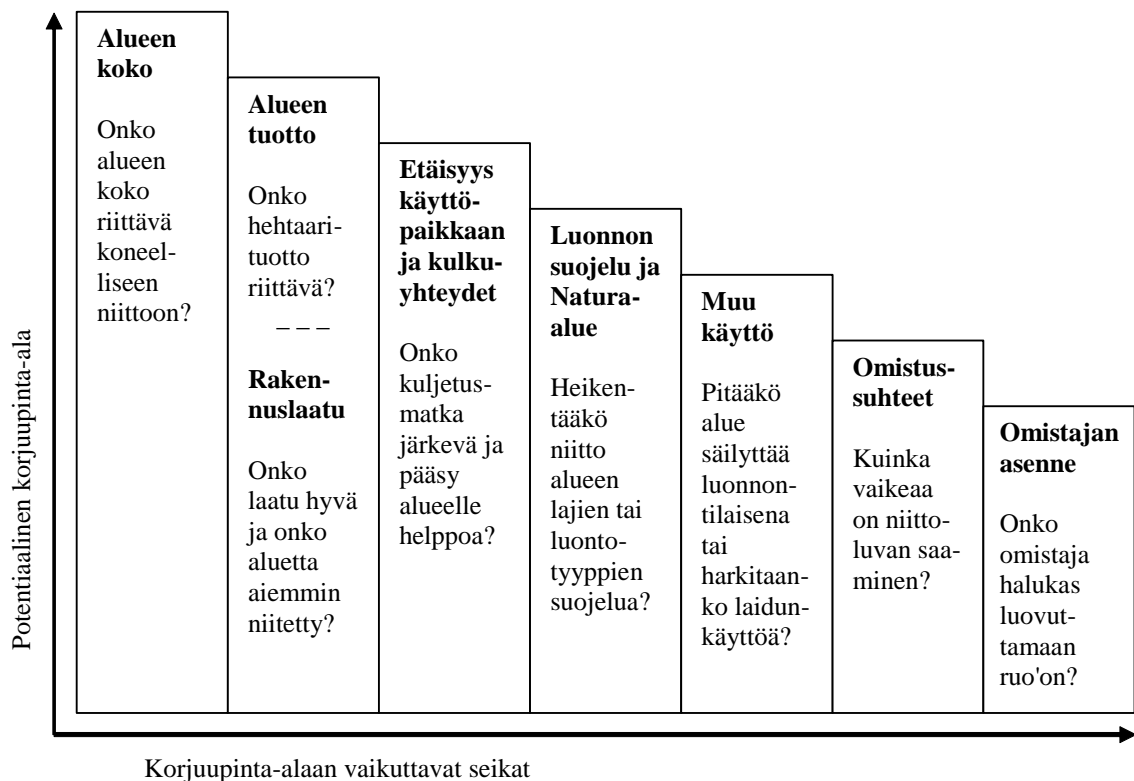 Potentiaalinen korjuupinta-ala
Alueen
koko
Onko
alueen
koko
riittävä
koneel-
liseen
niittoon?
Alueen
tuotto
Onko
hehtaari-
tuotto
riittävä?
– – –
Raken-
nuslaatu
Onko
laatu hyvä
ja onko
aluetta
aiemmin
niitetty?
Etäisyys
käyttö-
paikkaan
ja kulku-
yhteydet
Onko
kuljetus-
matka
järkevä ja
pääsy
alueelle
helppoa?
Luonnon
suojelu ja
Natura-
alue
Heiken-
tääkö
niitto
alueen
lajien tai
luonto-
tyyppien
suojelua?
Muu
käyttö
Pitääkö
alue
säilyttää
luonnon-
tilaisena
tai
harkitaan-
ko laidun-
käyttöä?
Omistus-
suhteet
Kuinka
vaikeaa
on niitto-
luvan saa-
minen?
Omistajan
asenne
Onko
omistaja
halukas
luovut-
tamaan
ruo'on?
Korjuupinta-alaan vaikuttavat seikat